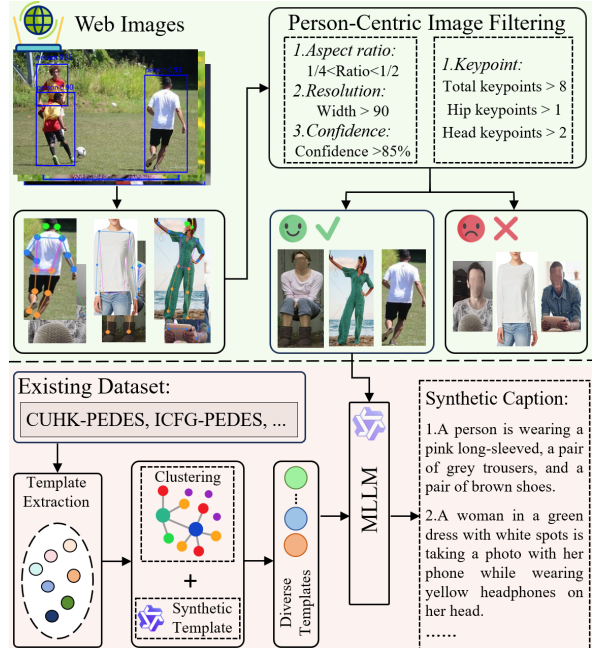 Web Images
Person-Centric Image Filtering
1.Aspect ratio:
1/4<Ratio<1/2
2.Resolution:
Width > 90
3.Confidence:
Confidence >85%
1.Keypoint:
Total keypoints > 8
Hip keypoints > 1
Head keypoints > 2
Existing Dataset:
CUHK-PEDES, ICFG-PEDES, ...
Template
Extraction
Clustering
+
Synthetic
Template
Diverse
Templates
MLLM
Synthetic Caption:
1.A person is wearing a
pink long-sleeved, a pair
of grey trousers, and a
pair of brown shoes.
2.A woman in a green
dress with white spots is
taking a photo with her
phone while wearing
yellow headphones on
her head.
......